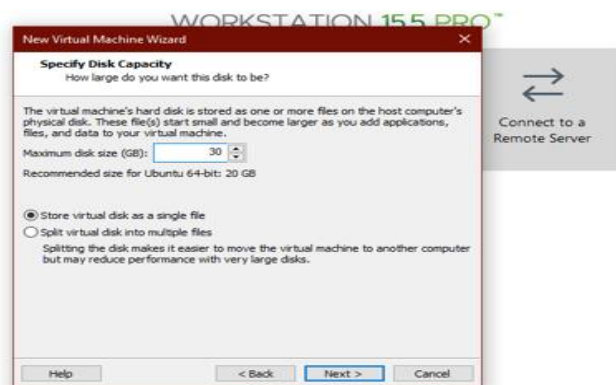 WORKSTATION 15.5 PRO™
New Virtual Machine Wizard
Specify Disk Capacity
How large do you want this disk to be?
The virtual machine's hard disk is stored as one or more files on the host computer's
physical disk. These file(s) start small and become larger as you add applications,
files, and data to your virtual machine.
Maximum disk size (GB): 30
Recommended size for Ubuntu 64-bit: 20 GB
Store virtual disk as a single file
Split virtual disk into multiple files
Splitting the disk makes it easier to move the virtual machine to another computer
but may reduce performance with very large disks.
Help < Back Next > Cancel
Connect to a
Remote Server